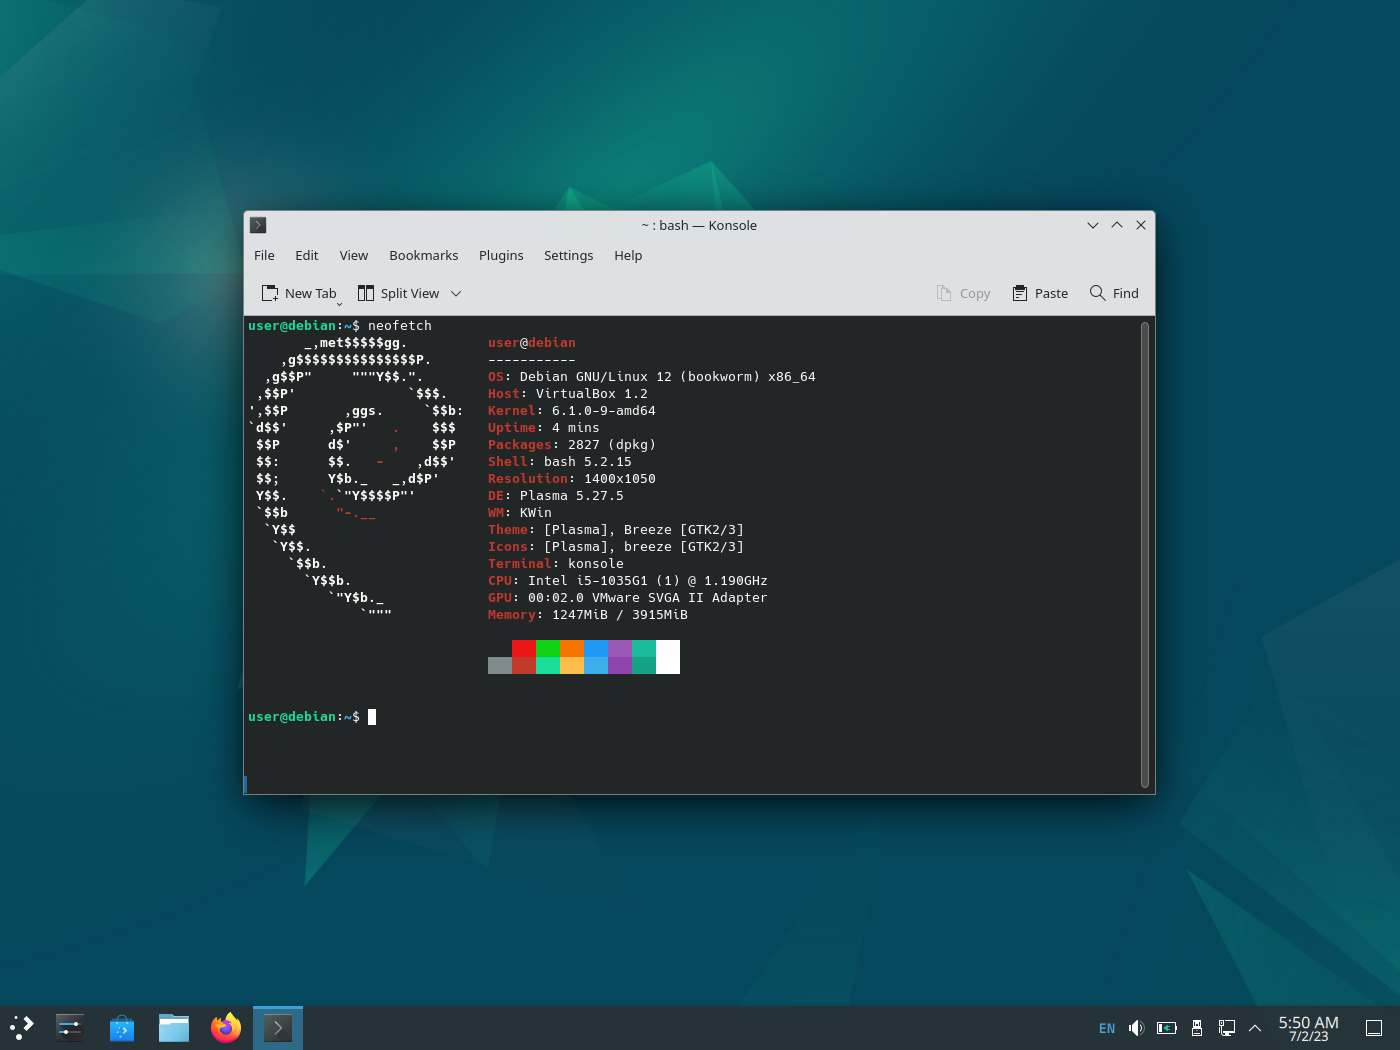 ~ : bash — Konsole
File Edit View Bookmarks Plugins Settings Help
New Tab Split View Copy Paste Find
user@debian:~$ neofetch
       _,met$$$$$gg.          user@debian
    ,g$$$$$$$$$$$$$$$P.       -----------
  ,g$$P"     """Y$$.".        OS: Debian GNU/Linux 12 (bookworm) x86_64
 ,$$P'              `$$$.     Host: VirtualBox 1.2
',$$P       ,ggs.     `$$b:   Kernel: 6.1.0-9-amd64
`d$$'     ,$P"'   .    $$$    Uptime: 4 mins
 $$P      d$'     ,    $$P    Packages: 2827 (dpkg)
 $$:      $$.   -    ,d$$'    Shell: bash 5.2.15
 $$;      Y$b._   _,d$P'      Resolution: 1400x1050
 Y$$.    `.`"Y$$$$P"'         DE: Plasma 5.27.5
 `$$b      "-.__              WM: KWin
  `Y$$                        Theme: [Plasma], Breeze [GTK2/3]
   `Y$$.                      Icons: [Plasma], breeze [GTK2/3]
     `$$b.                    Terminal: konsole
       `Y$$b.                 CPU: Intel i5-1035G1 (1) @ 1.190GHz
          `"Y$b._             GPU: 00:02.0 VMware SVGA II Adapter
              `"""            Memory: 1247MiB / 3915MiB
user@debian:~$
EN 5:50 AM
7/2/23